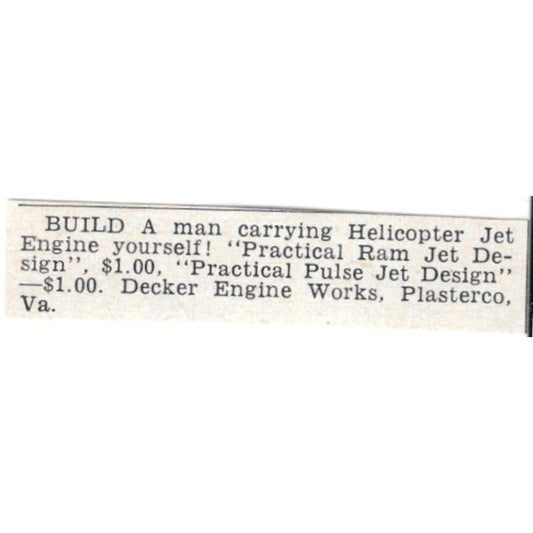 BUILD A man carrying Helicopter Jet
Engine yourself! “Practical Ram Jet De-
sign”, $1.00, “Practical Pulse Jet Design”
—$1.00. Decker Engine Works, Plasterco,
Va.